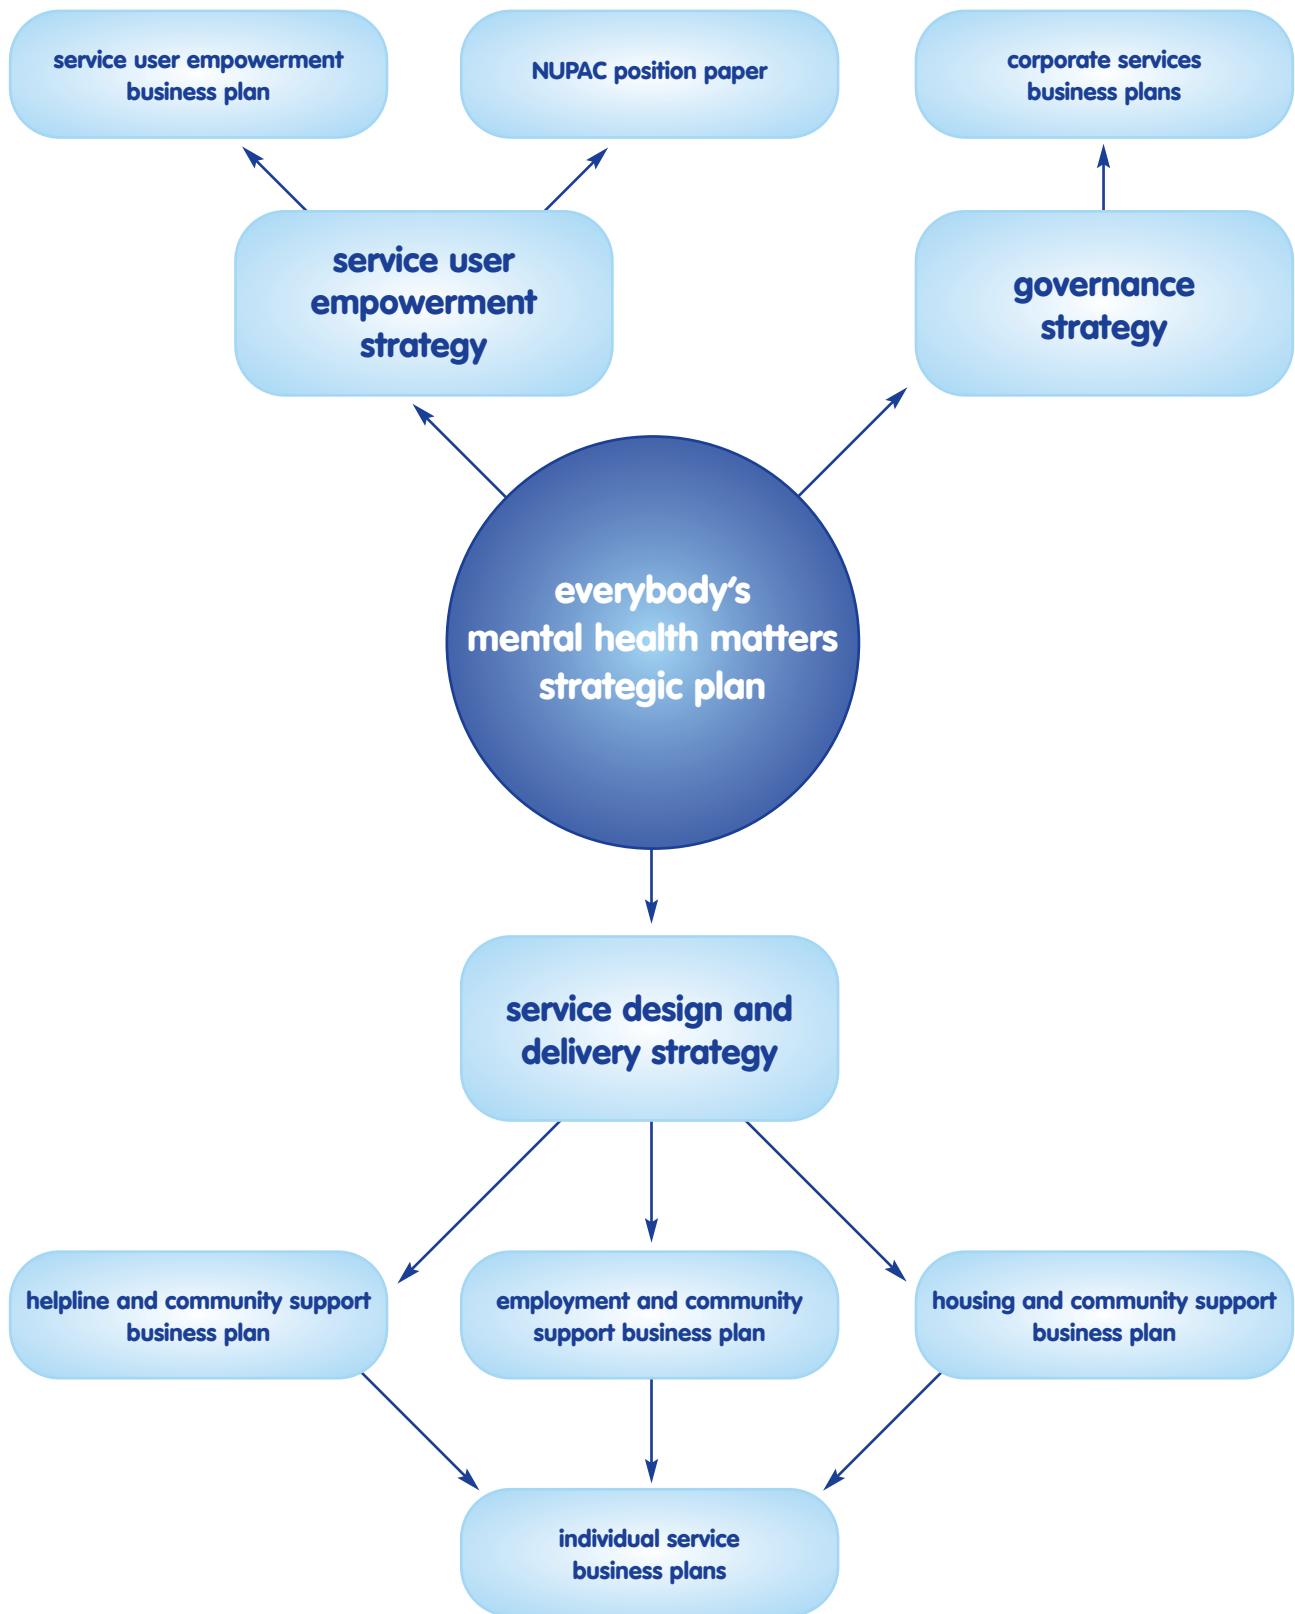 service user empowerment
business plan
NUPAC position paper
corporate services
business plans
service user
empowerment
strategy
governance
strategy
everybody’s
mental health matters
strategic plan
service design and
delivery strategy
helpline and community support
business plan
employment and community
support business plan
housing and community support
business plan
individual service
business plans